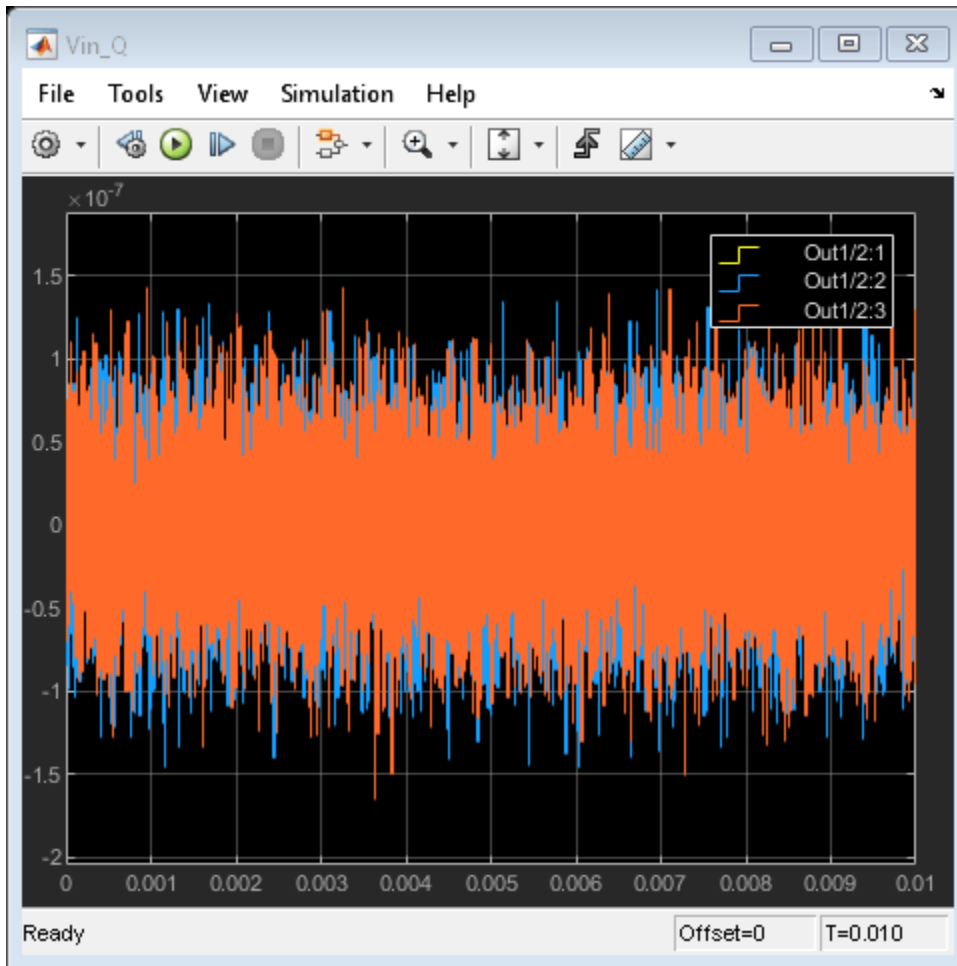 Vin_Q
File Tools View Simulation Help
×10-7
Out1/2:1
Out1/2:2
Out1/2:3
1.5
1
0.5
0
-0.5
-1
-1.5
-2
0 0.001 0.002 0.003 0.004 0.005 0.006 0.007 0.008 0.009 0.01
Ready Offset=0 T=0.010